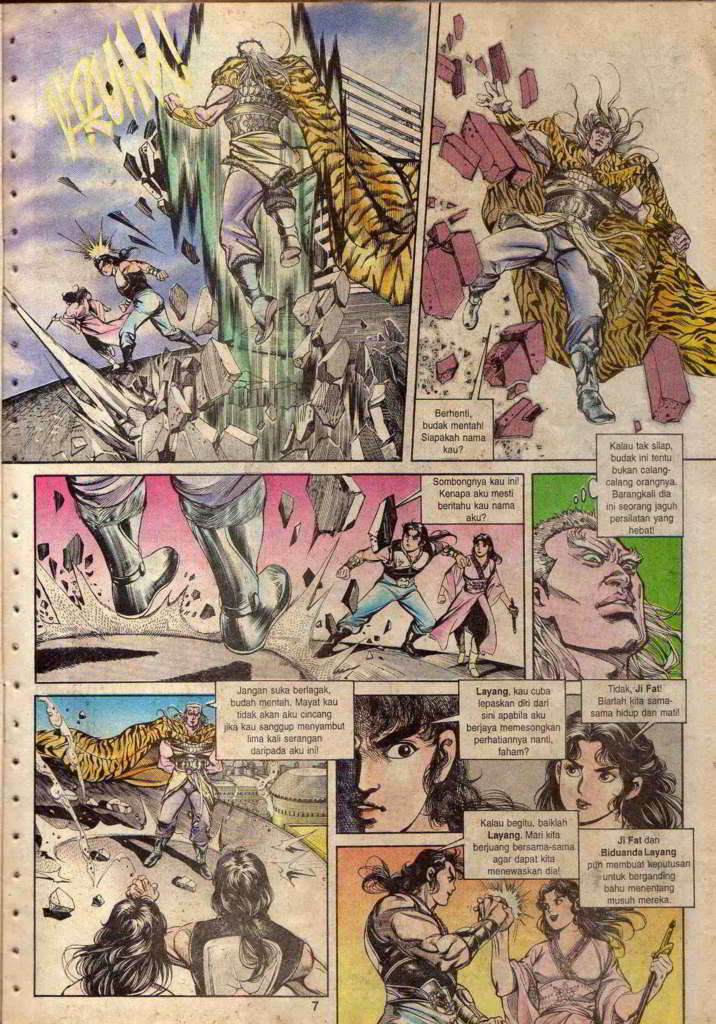 KRUMM!
Berhenti,
budak mentah!
Siapakah nama
kau?
Kalau tak silap,
budak ini tentu
bukan calang-
calang orangnya.
Barangkali dia
ini seorang jaguh
persilatan yang
hebat!
Sombongnya kau ini!
Kenapa aku mesti
beritahu kau nama
aku?
Jangan suka berlagak,
budah mentah. Mayat kau
tidak akan aku cincang
jika kau sanggup menyambut
lima kali serangan
daripada aku ini!
Layang, kau cuba
lepaskan diri dari
sini apabila aku
berjaya memesongkan
perhatiannya nanti,
faham?
Tidak, Ji Fat!
Biarlah kita sama-
sama hidup dan mati!
Kalau begitu, baiklah
Layang. Mari kita
berjuang bersama-sama
agar dapat kita
menewaskan dia!
Ji Fat dan
Biduanda Layang
pun membuat keputusan
untuk berganding
bahu menentang
musuh mereka.
7